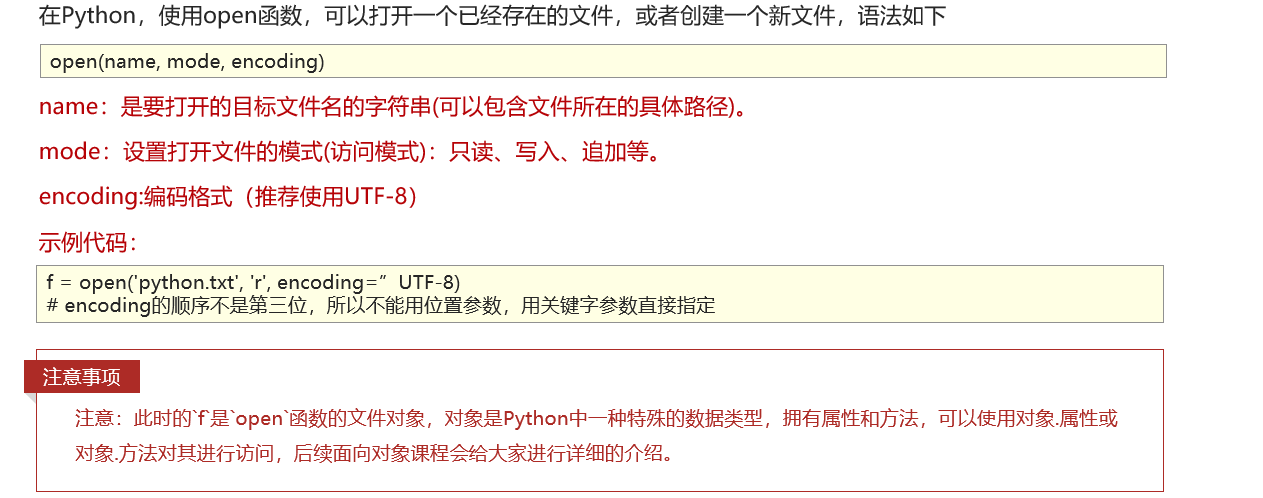 在Python，使用open函数，可以打开一个已经存在的文件，或者创建一个新文件，语法如下
open(name, mode, encoding)
name：是要打开的目标文件名的字符串(可以包含文件所在的具体路径)。
mode：设置打开文件的模式(访问模式)：只读、写入、追加等。
encoding:编码格式（推荐使用UTF-8）
示例代码：
f = open('python.txt', 'r', encoding=”UTF-8)
# encoding的顺序不是第三位，所以不能用位置参数，用关键字参数直接指定
注意事项
注意：此时的`f`是`open`函数的文件对象，对象是Python中一种特殊的数据类型，拥有属性和方法，可以使用对象.属性或
对象.方法对其进行访问，后续面向对象课程会给大家进行详细的介绍。